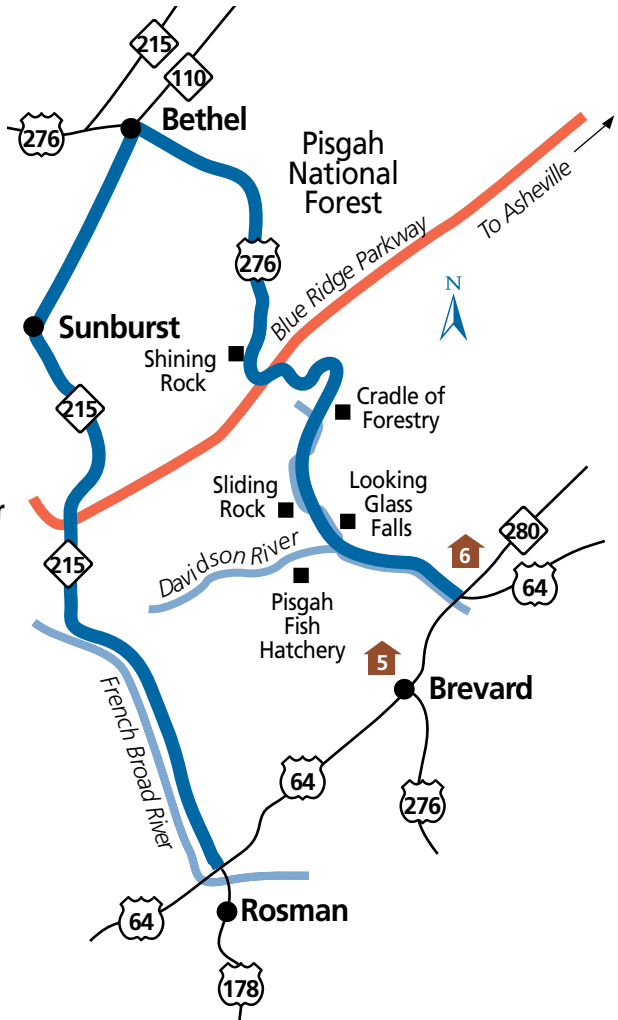 215
110
276
Bethel
Pisgah
National
Forest
To Asheville
276
Blue Ridge Parkway
N
Sunburst
Shining
Rock
215
Cradle of
Forestry
Sliding
Rock
Looking
Glass
Falls
r
280
215
Davidson River
6
64
Pisgah
Fish
Hatchery
5
Brevard
French Broad River
64
276
64
Rosman
178